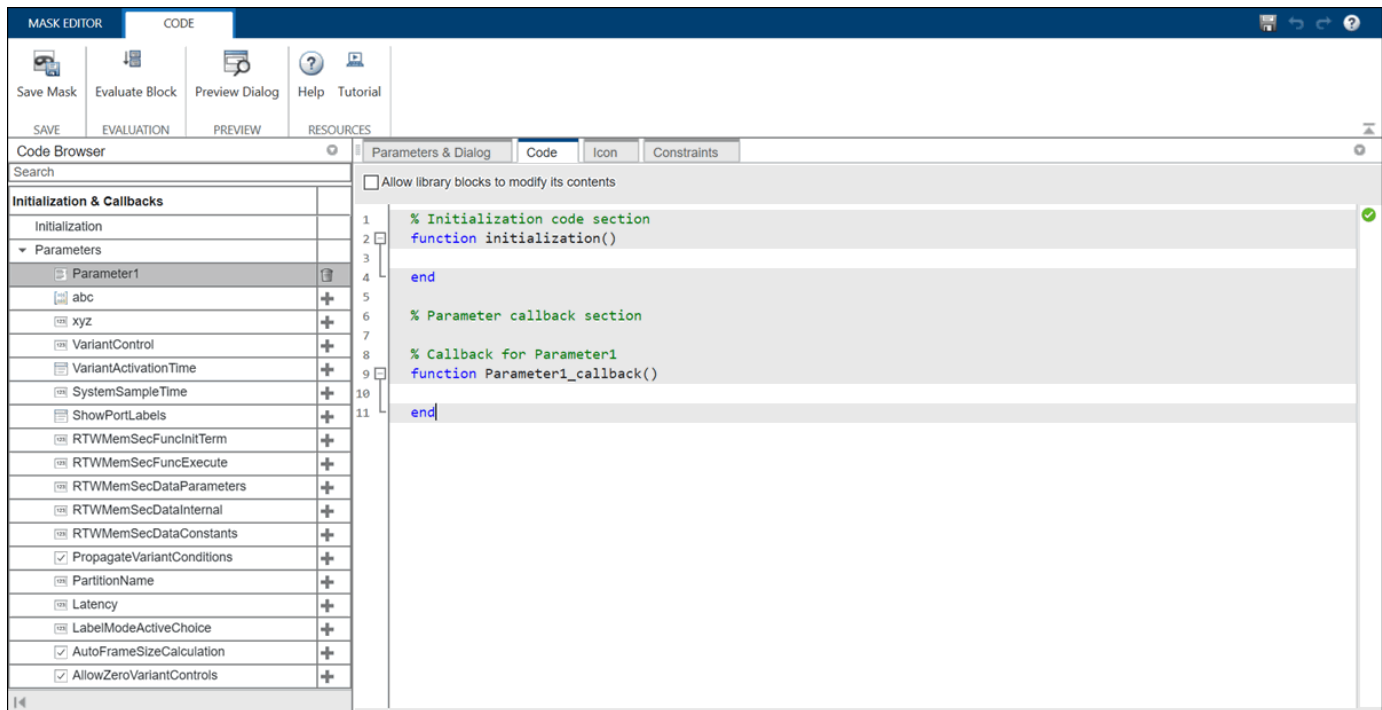 MASK EDITOR CODE
Save Mask Evaluate Block Preview Dialog Help Tutorial
SAVE EVALUATION PREVIEW RESOURCES
Code Browser
Search
Initialization & Callbacks
Initialization
Parameters
Parameter1
abc
xyz
VariantControl
VariantActivationTime
SystemSampleTime
ShowPortLabels
RTWMemSecFuncInitTerm
RTWMemSecFuncExecute
RTWMemSecDataParameters
RTWMemSecDataInternal
RTWMemSecDataConstants
PropagateVariantConditions
PartitionName
Latency
LabelModeActiveChoice
AutoFrameSizeCalculation
AllowZeroVariantControls
Parameters & Dialog Code Icon Constraints
Allow library blocks to modify its contents
1 % Initialization code section
2 function initialization()
3
4 end
5
6 % Parameter callback section
7
8 % Callback for Parameter1
9 function Parameter1_callback()
10
11 end